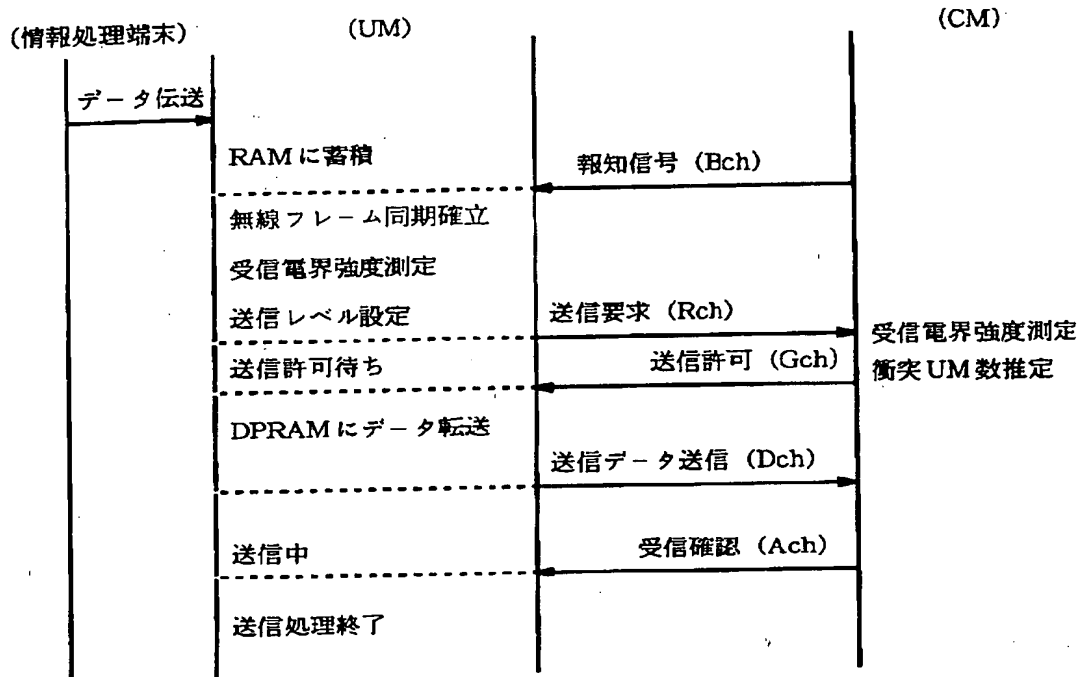 (情報処理端末)
(UM)
(CM)
データ伝送
RAMに蓄積
報知信号 (Bch)
無線フレーム同期確立
受信電界強度測定
送信レベル設定
送信要求 (Rch)
受信電界強度測定
送信許可待ち
送信許可 (Gch)
衝突UM数推定
DPRAMにデータ転送
送信データ送信 (Dch)
送信中
受信確認 (Ach)
送信処理終了